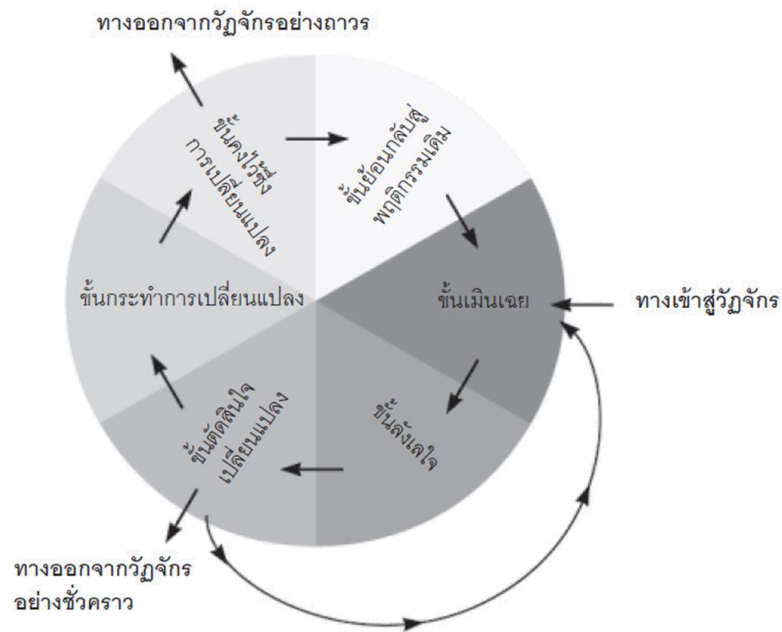 ทางออกจากวัฏจักรอย่างถาวร
ขั้นคงไว้ซึ่ง
การเปลี่ยนแปลง
ขั้นย้อนกลับสู่
พฤติกรรมเดิม
ขั้นกระทำการเปลี่ยนแปลง
ขั้นเมินเฉย
ทางเข้าสู่วัฏจักร
ขั้นตัดสินใจ
เปลี่ยนแปลง
ขั้นลังเลใจ
ทางออกจากวัฏจักร
อย่างชั่วคราว